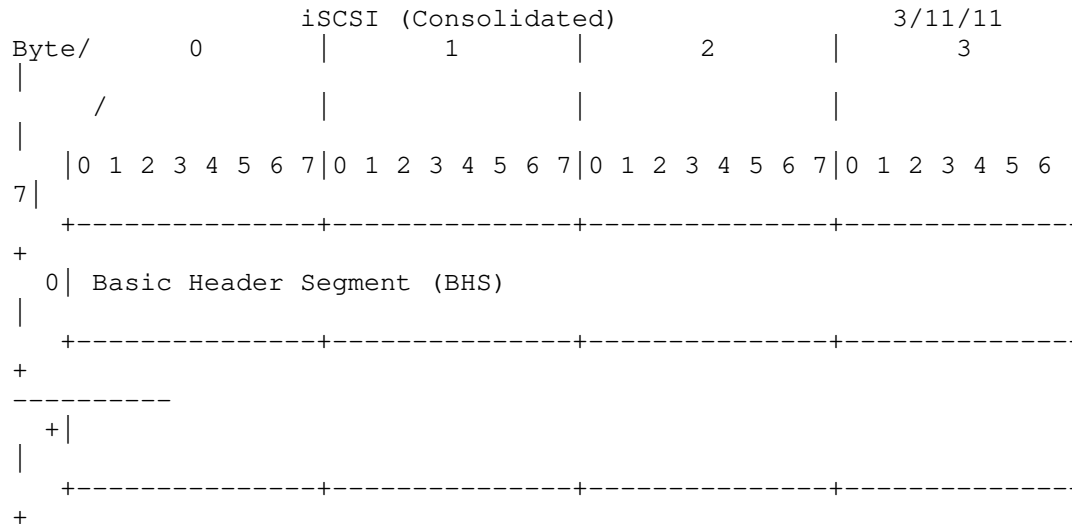 iSCSI (Consolidated)                 3/11/11
Byte/      0        |       1       |       2       |       3
|
     /              |               |               |
|
   |0 1 2 3 4 5 6 7|0 1 2 3 4 5 6 7|0 1 2 3 4 5 6 7|0 1 2 3 4 5 6
7|
   +---------------+---------------+---------------+---------------
+
  0| Basic Header Segment (BHS)
|
   +---------------+---------------+---------------+---------------
+
----------
  +|
|
   +---------------+---------------+---------------+---------------
+